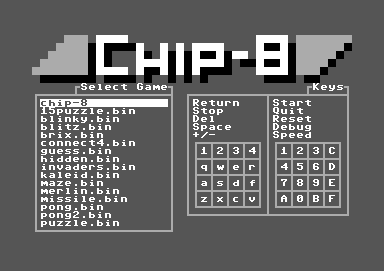 CHIP-8
Select Game
chip-8
15puzzle.bin
blinky.bin
blitz.bin
brix.bin
connect4.bin
guess.bin
hidden.bin
invaders.bin
kaleid.bin
maze.bin
merlin.bin
missile.bin
pong.bin
pong2.bin
puzzle.bin
Keys
Return Start
Stop Quit
Del Reset
Space Debug
+/- Speed
1 2 3 4 1 2 3 C
q w e r 4 5 6 D
a s d f 7 8 9 E
z x c v A 0 B F